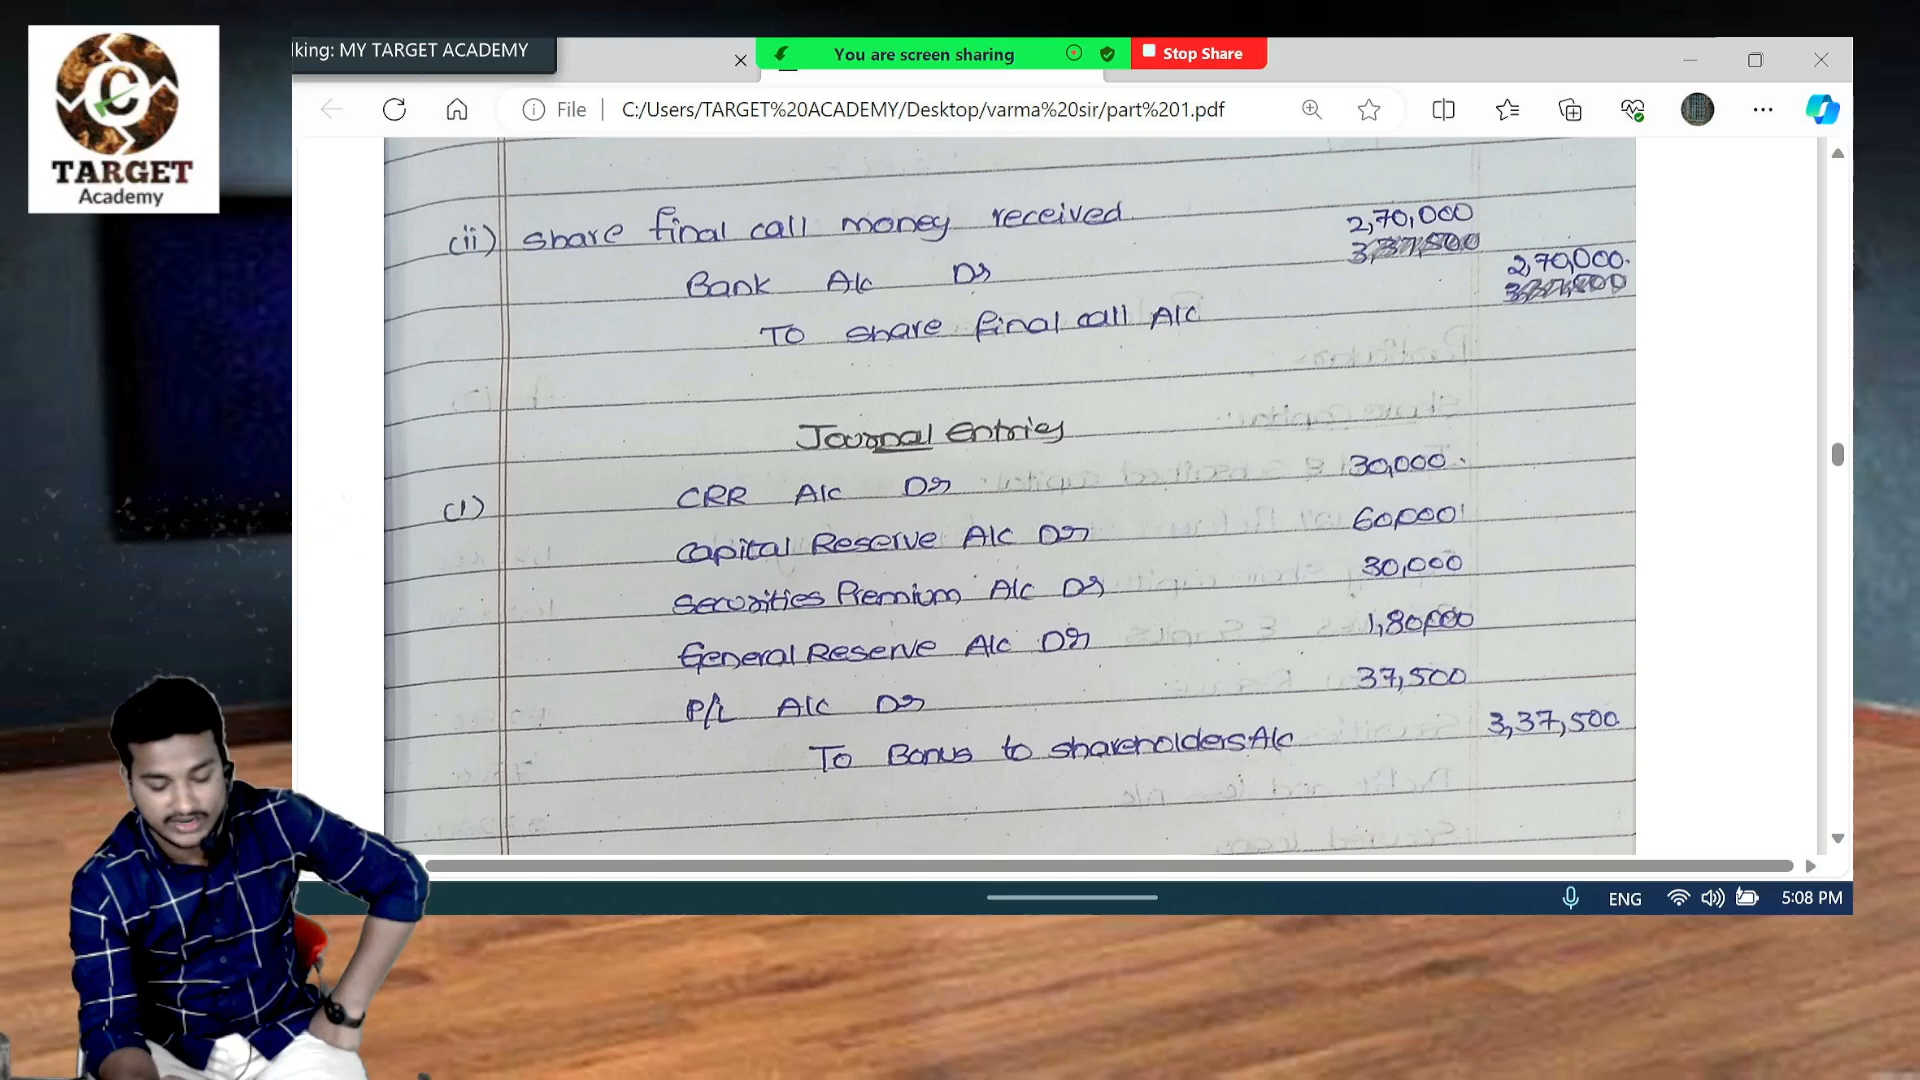 TARGET
Academy
lking: MY TARGET ACADEMY
You are screen sharing
Stop Share
File
C:/Users/TARGET%20ACADEMY/Desktop/varma%20sir/part%201.pdf
(ii) Share final call money received
Bank A/c Dr 2,70,000
To share final call A/c 2,70,000.
Journal Entries
(1) CRR A/c Dr 30,000
Capital Reserve A/c Dr 60,000
Securities Premium A/c Dr 30,000
General Reserve A/c Dr 1,80,000
P/L A/c Dr 37,500
To Bonus to shareholders A/c 3,37,500
ENG
5:08 PM